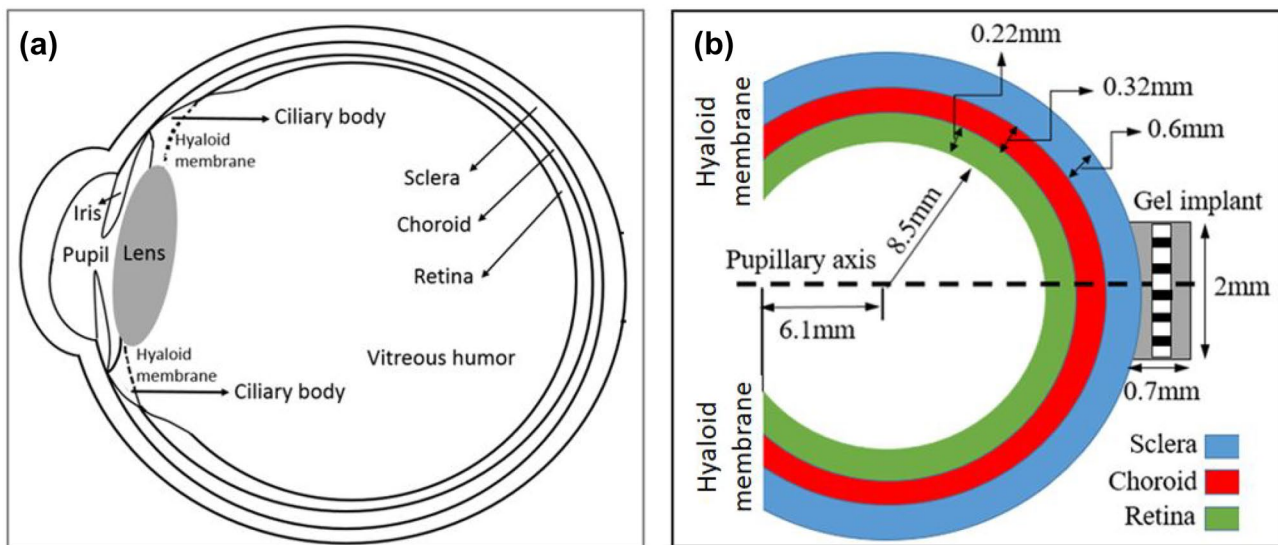 (a)
Ciliary body
Hyaloid
membrane
Sclera
Choroid
Retina
Iris
Pupil
Lens
Vitreous humor
Hyaloid
membrane
Ciliary body
(b)
0.22mm
0.32mm
0.6mm
Hyaloid
membrane
8.5mm
Gel implant
Pupillary axis
2mm
6.1mm
0.7mm
Hyaloid
membrane
Sclera
Choroid
Retina